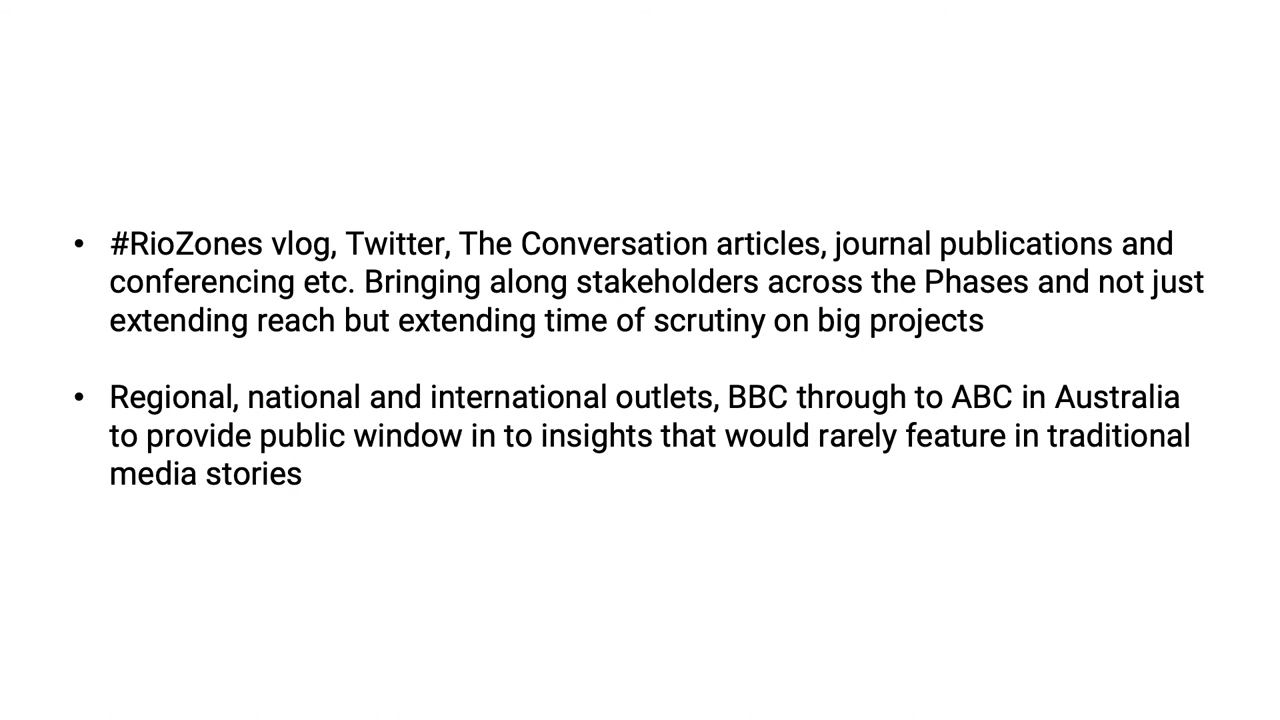 • #RioZones vlog, Twitter, The Conversation articles, journal publications and
conferencing etc. Bringing along stakeholders across the Phases and not just
extending reach but extending time of scrutiny on big projects
• Regional, national and international outlets, BBC through to ABC in Australia
to provide public window in to insights that would rarely feature in traditional
media stories